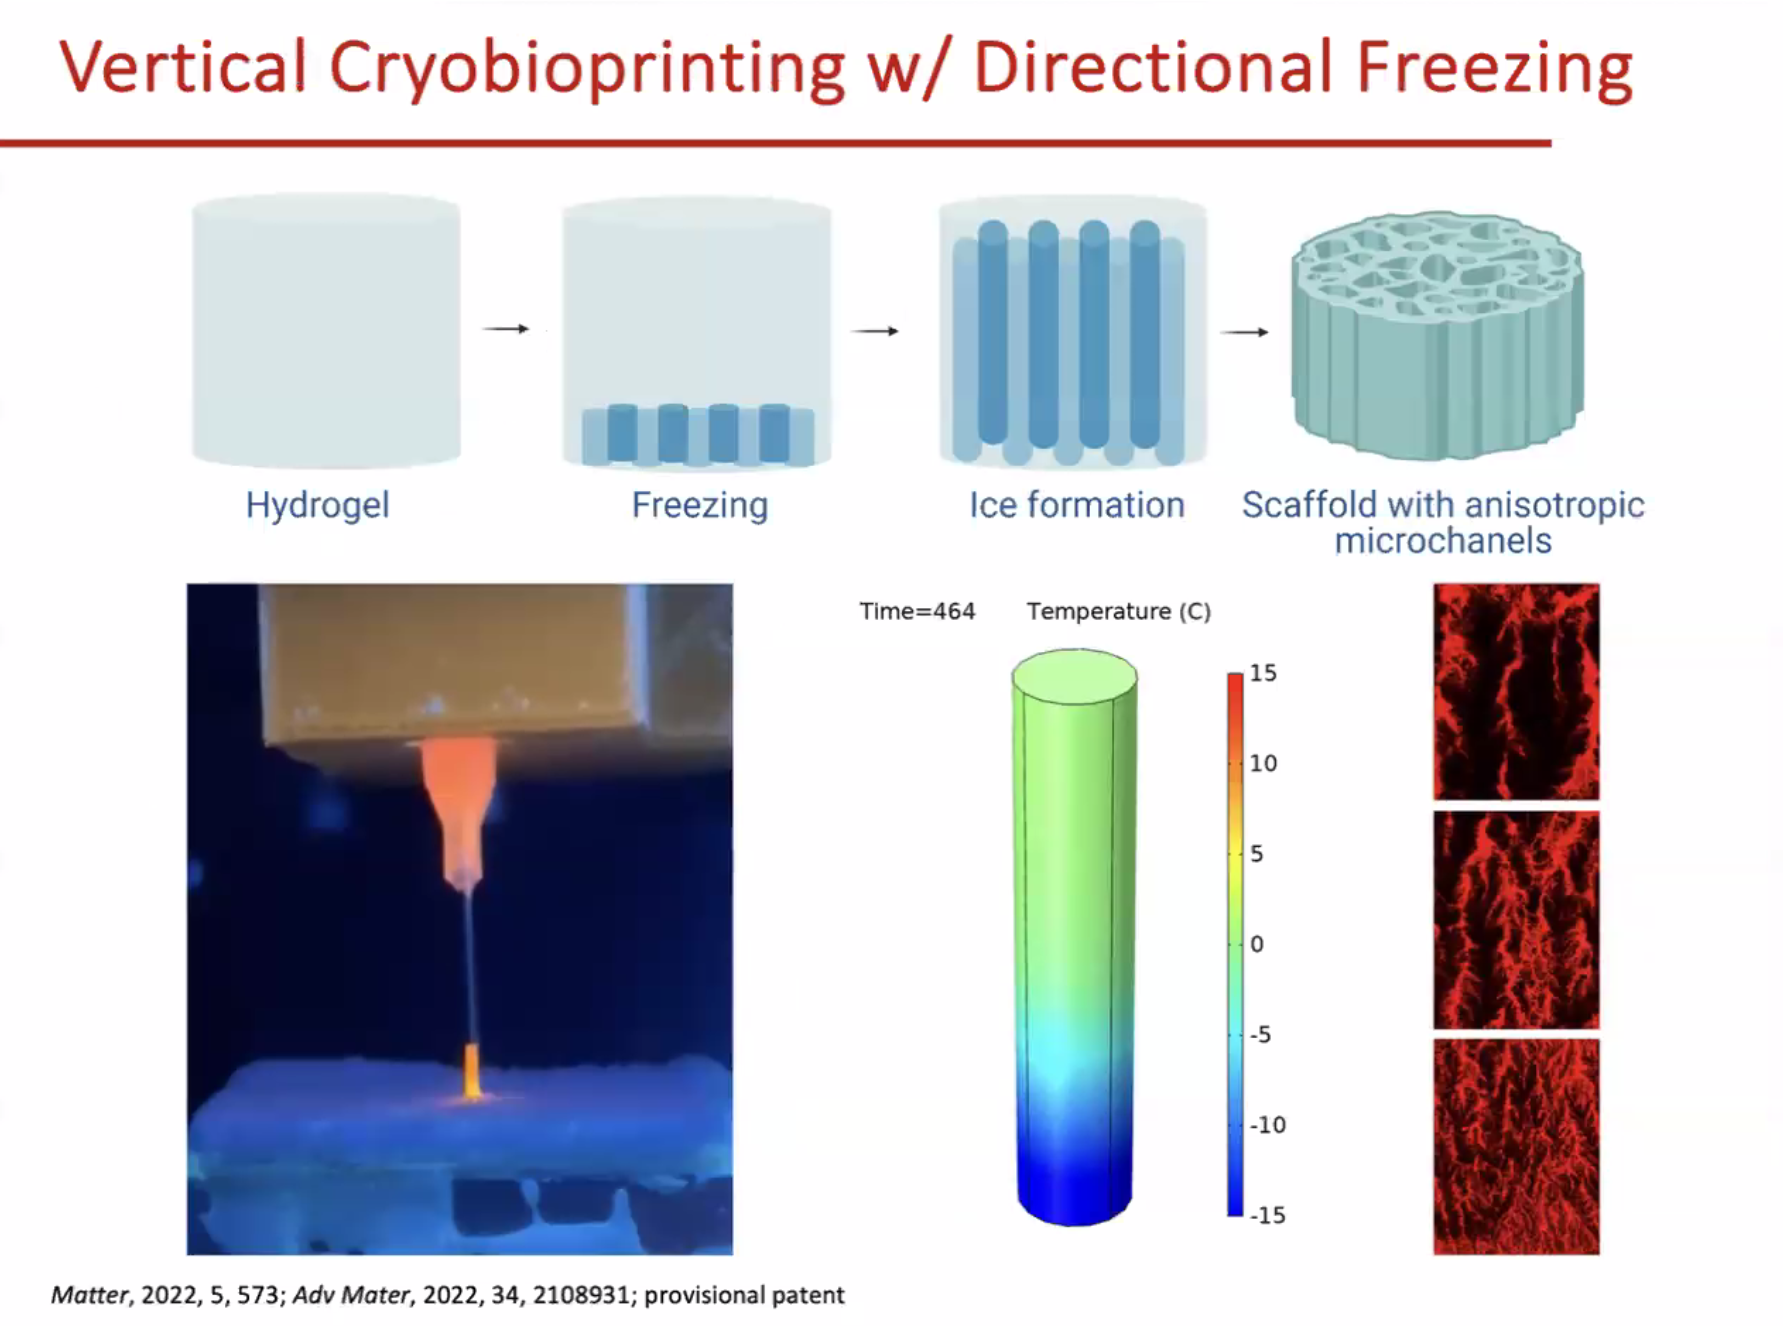 Vertical Cryobioprinting w/ Directional Freezing
Hydrogel
Freezing
Ice formation
Scaffold with anisotropic
microchanels
Time=464 Temperature (C)
15
10
5
0
-5
-10
-15
Matter, 2022, 5, 573; Adv Mater, 2022, 34, 2108931; provisional patent